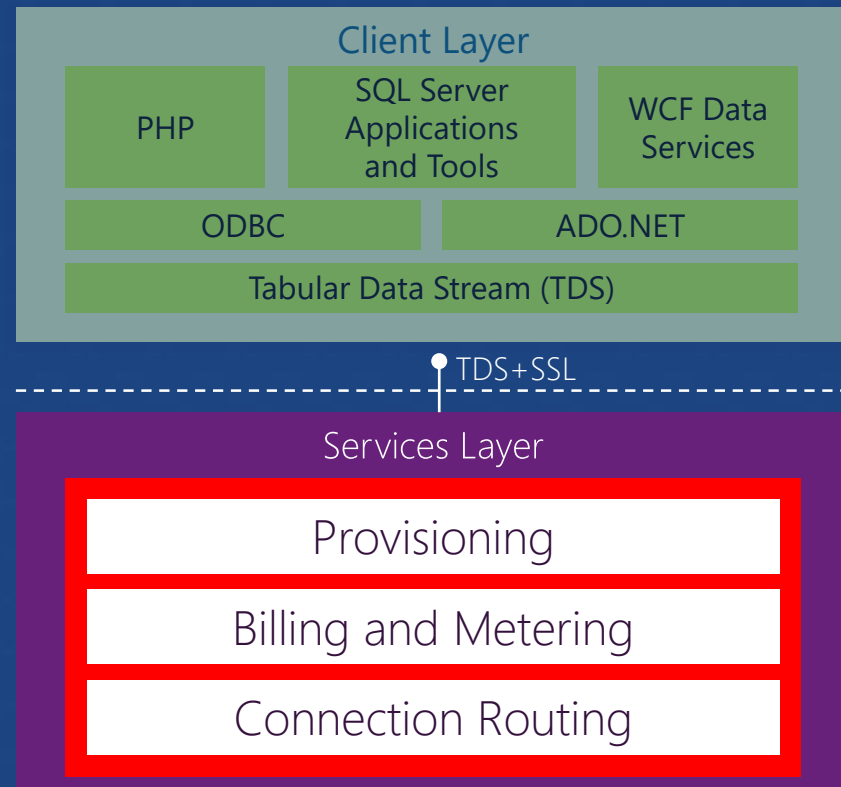 Client Layer
PHP
SQL Server
Applications
and Tools
WCF Data
Services
ODBC
ADO.NET
Tabular Data Stream (TDS)
TDS+SSL
Services Layer
Provisioning
Billing and Metering
Connection Routing